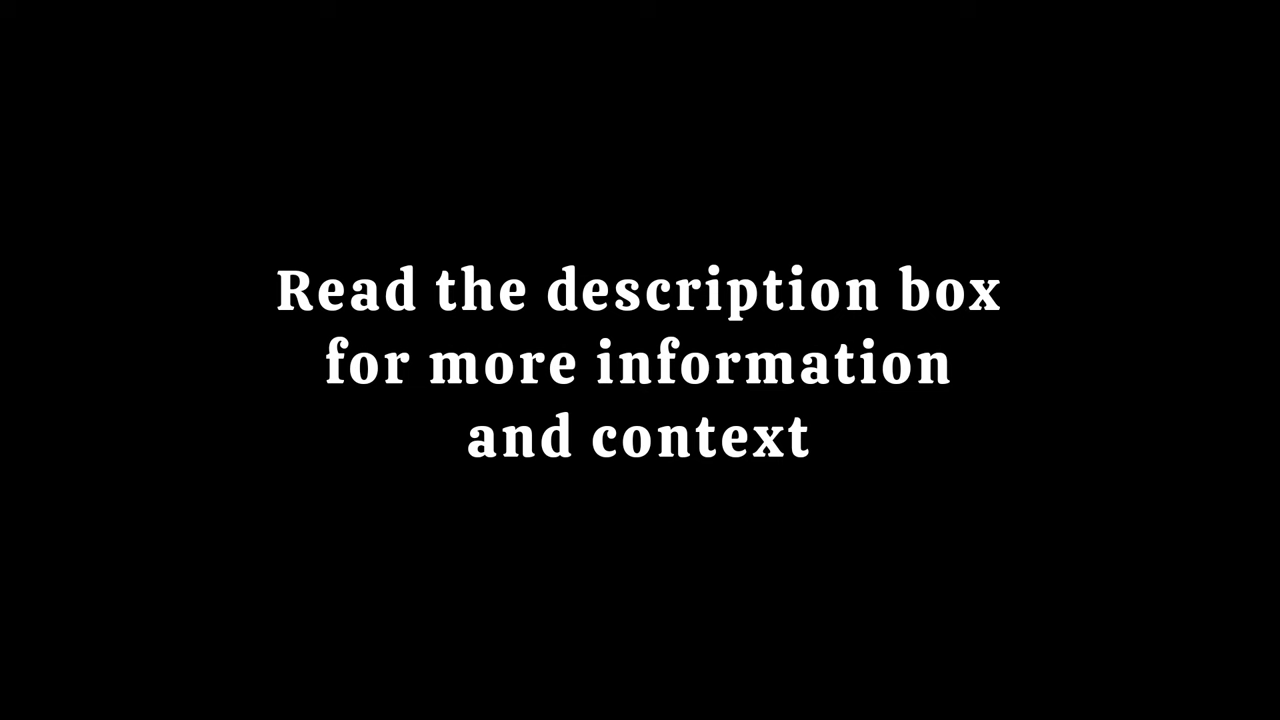 Read the description box
for more information
and context